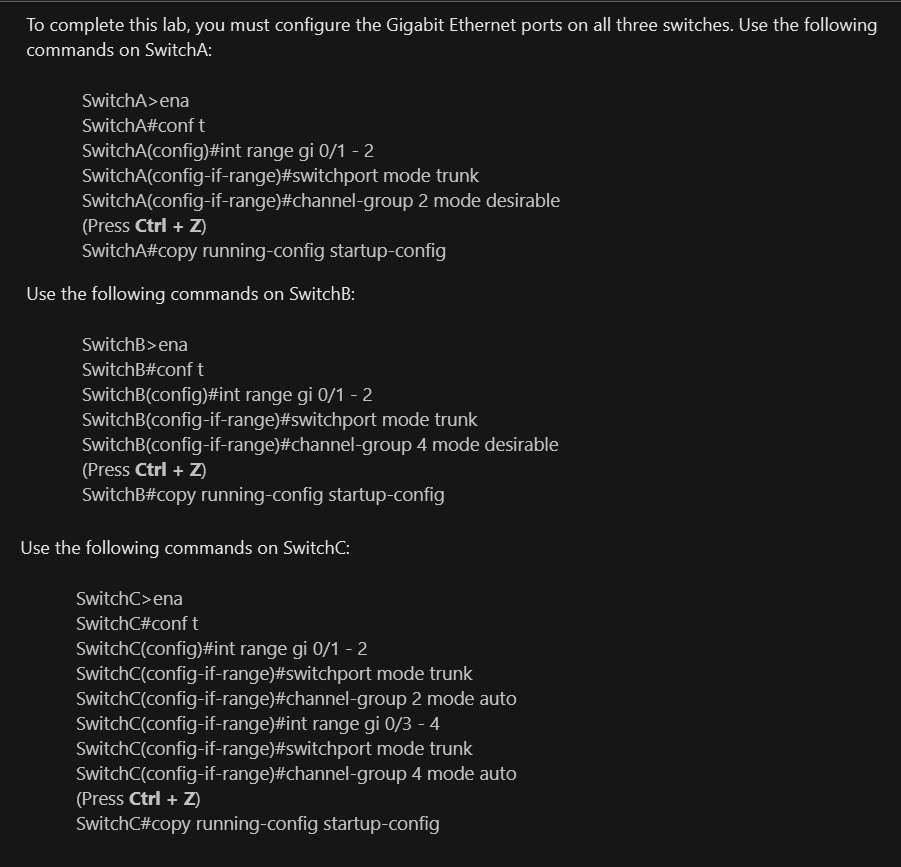 To complete this lab, you must configure the Gigabit Ethernet ports on all three switches. Use the following
commands on SwitchA:
SwitchA>ena
SwitchA#conf t
SwitchA(config)#int range gi 0/1 - 2
SwitchA(config-if-range)#switchport mode trunk
SwitchA(config-if-range)#channel-group 2 mode desirable
(Press Ctrl + Z)
SwitchA#copy running-config startup-config
Use the following commands on SwitchB:
SwitchB>ena
SwitchB#conf t
SwitchB(config)#int range gi 0/1 - 2
SwitchB(config-if-range)#switchport mode trunk
SwitchB(config-if-range)#channel-group 4 mode desirable
(Press Ctrl + Z)
SwitchB#copy running-config startup-config
Use the following commands on SwitchC:
SwitchC>ena
SwitchC#conf t
SwitchC(config)#int range gi 0/1 - 2
SwitchC(config-if-range)#switchport mode trunk
SwitchC(config-if-range)#channel-group 2 mode auto
SwitchC(config-if-range)#int range gi 0/3 - 4
SwitchC(config-if-range)#switchport mode trunk
SwitchC(config-if-range)#channel-group 4 mode auto
(Press Ctrl + Z)
SwitchC#copy running-config startup-config